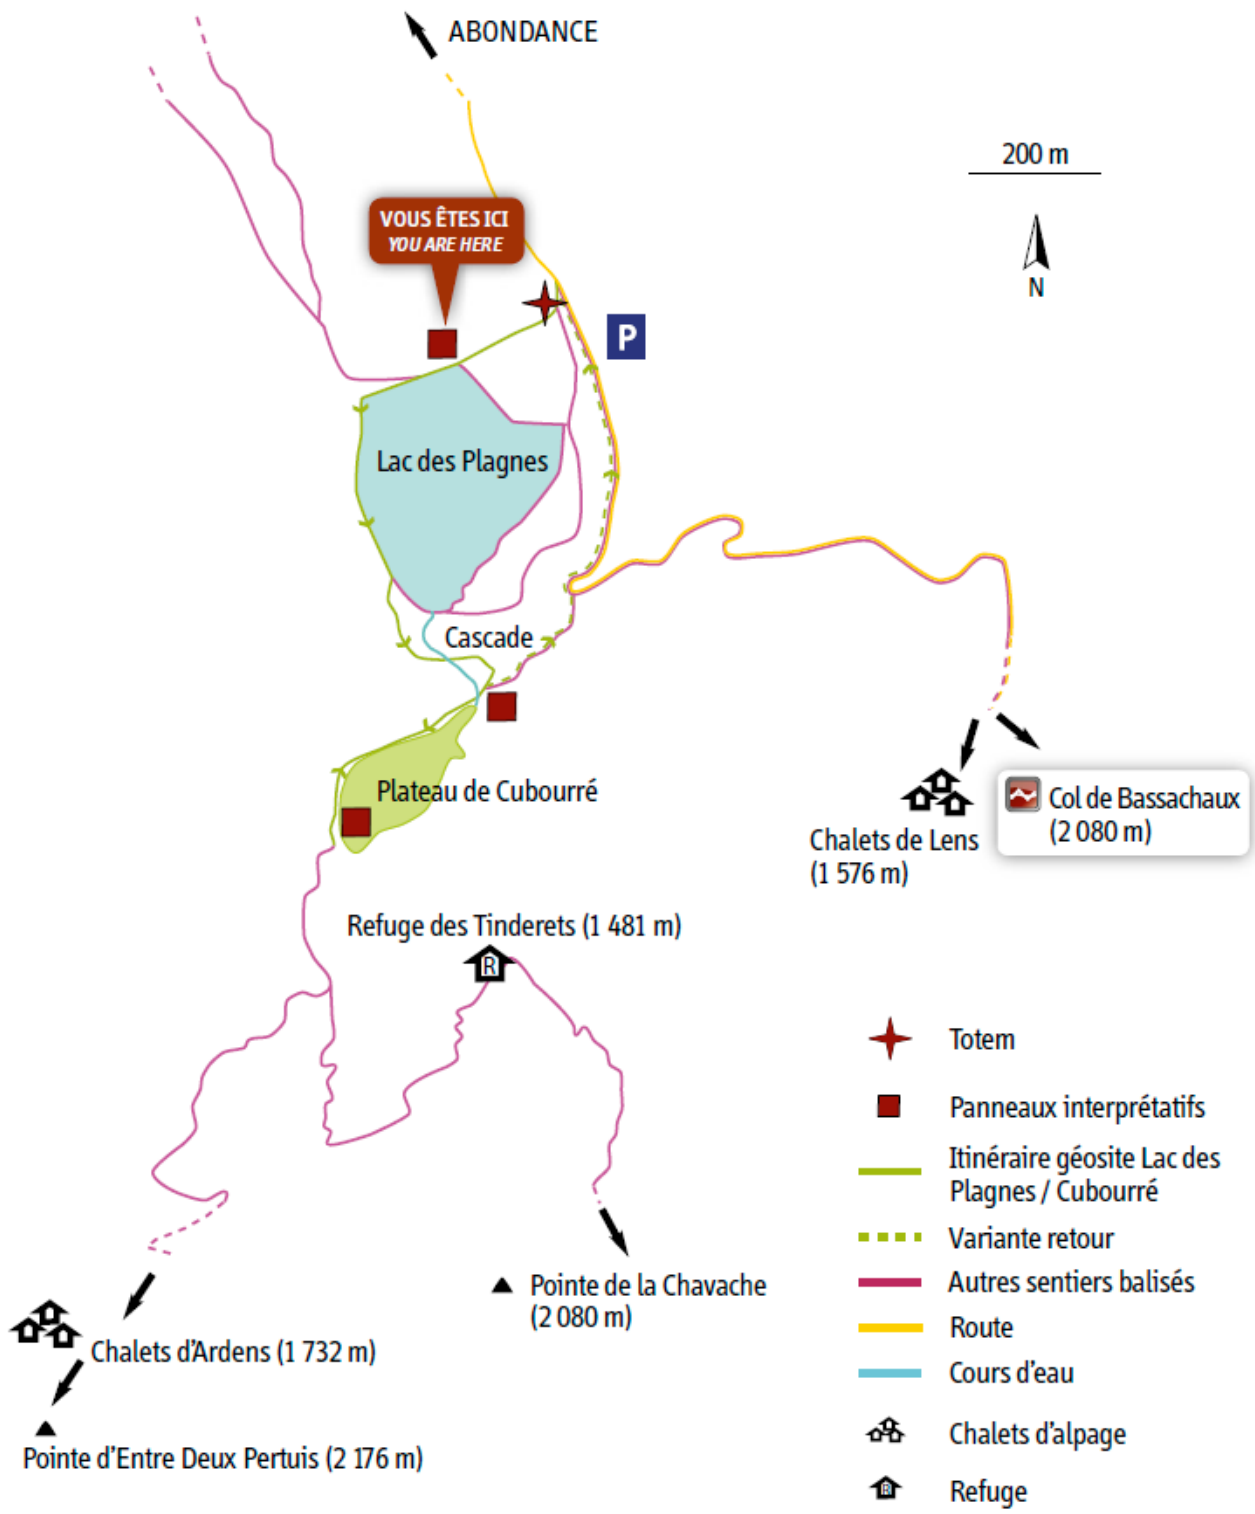 ABONDANCE
200 m
N
VOUS ÊTES ICI
YOU ARE HERE
P
Lac des Plagnes
Cascade
Plateau de Cubourré
Chalets de Lens
(1 576 m)
Col de Bassachaux
(2 080 m)
Refuge des Tinderets (1 481 m)
R
Pointe de la Chavache
(2 080 m)
Chalets d'Ardens (1 732 m)
Pointe d'Entre Deux Pertuis (2 176 m)
Totem
Panneaux interprétatifs
Itinéraire géosite Lac des
Plagnes / Cubourré
Variante retour
Autres sentiers balisés
Route
Cours d'eau
Chalets d'alpage
R
Refuge